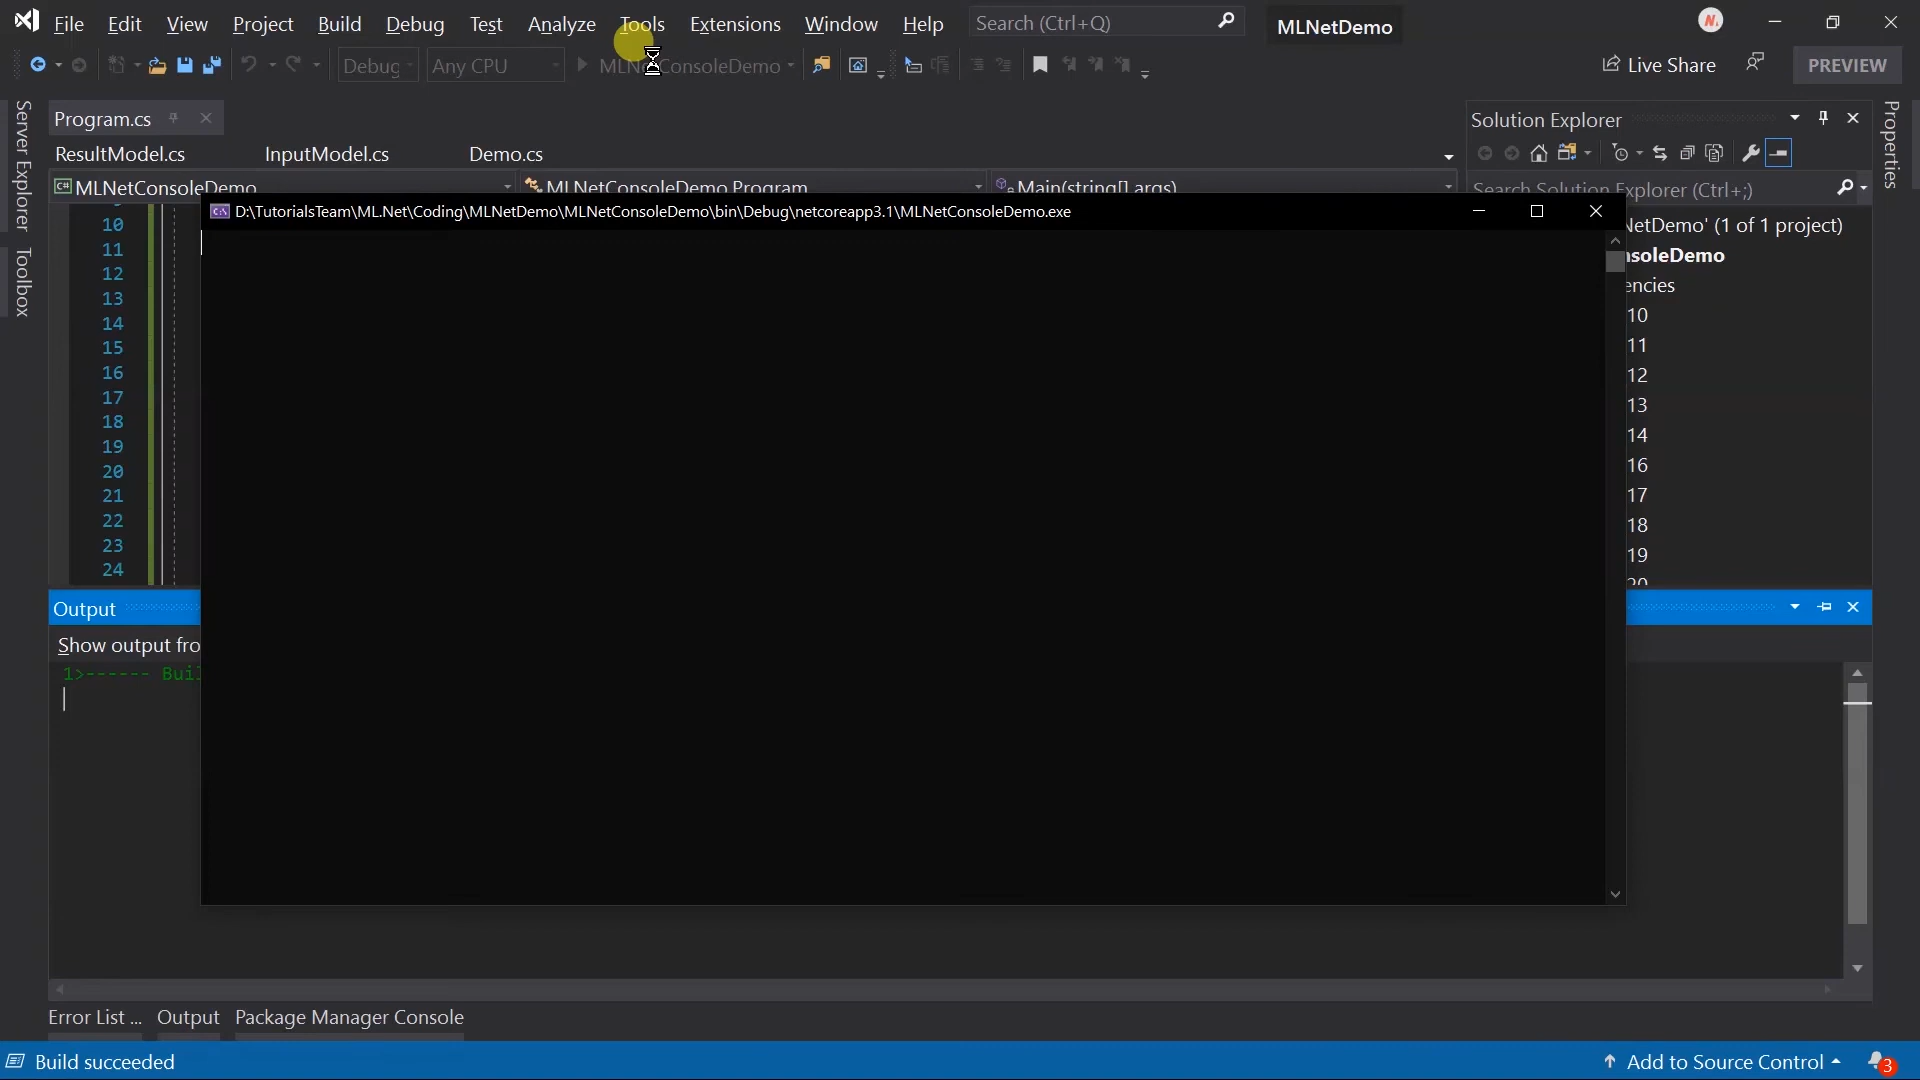 File Edit View Project Build Debug Test Analyze Tools Extensions Window Help Search (Ctrl+Q) MLNetDemo
Debug Any CPU MLNetConsoleDemo Live Share PREVIEW
Server Explorer
Toolbox
Program.cs
ResultModel.cs InputModel.cs Demo.cs
MLNetConsoleDemo MLNetConsoleDemo.Program Main(string[] args)
D:\TutorialsTeam\ML.Net\Coding\MLNetDemo\MLNetConsoleDemo\bin\Debug\netcoreapp3.1\MLNetConsoleDemo.exe
10
11
12
13
14
15
16
17
18
19
20
21
22
23
24
Solution Explorer
Search Solution Explorer (Ctrl+;)
NetDemo' (1 of 1 project)
nsoleDemo
encies
10
11
12
13
14
16
17
18
19
20
Properties
Output
Show output fro
1>------ Buil
Error List ... Output Package Manager Console
Build succeeded Add to Source Control 3